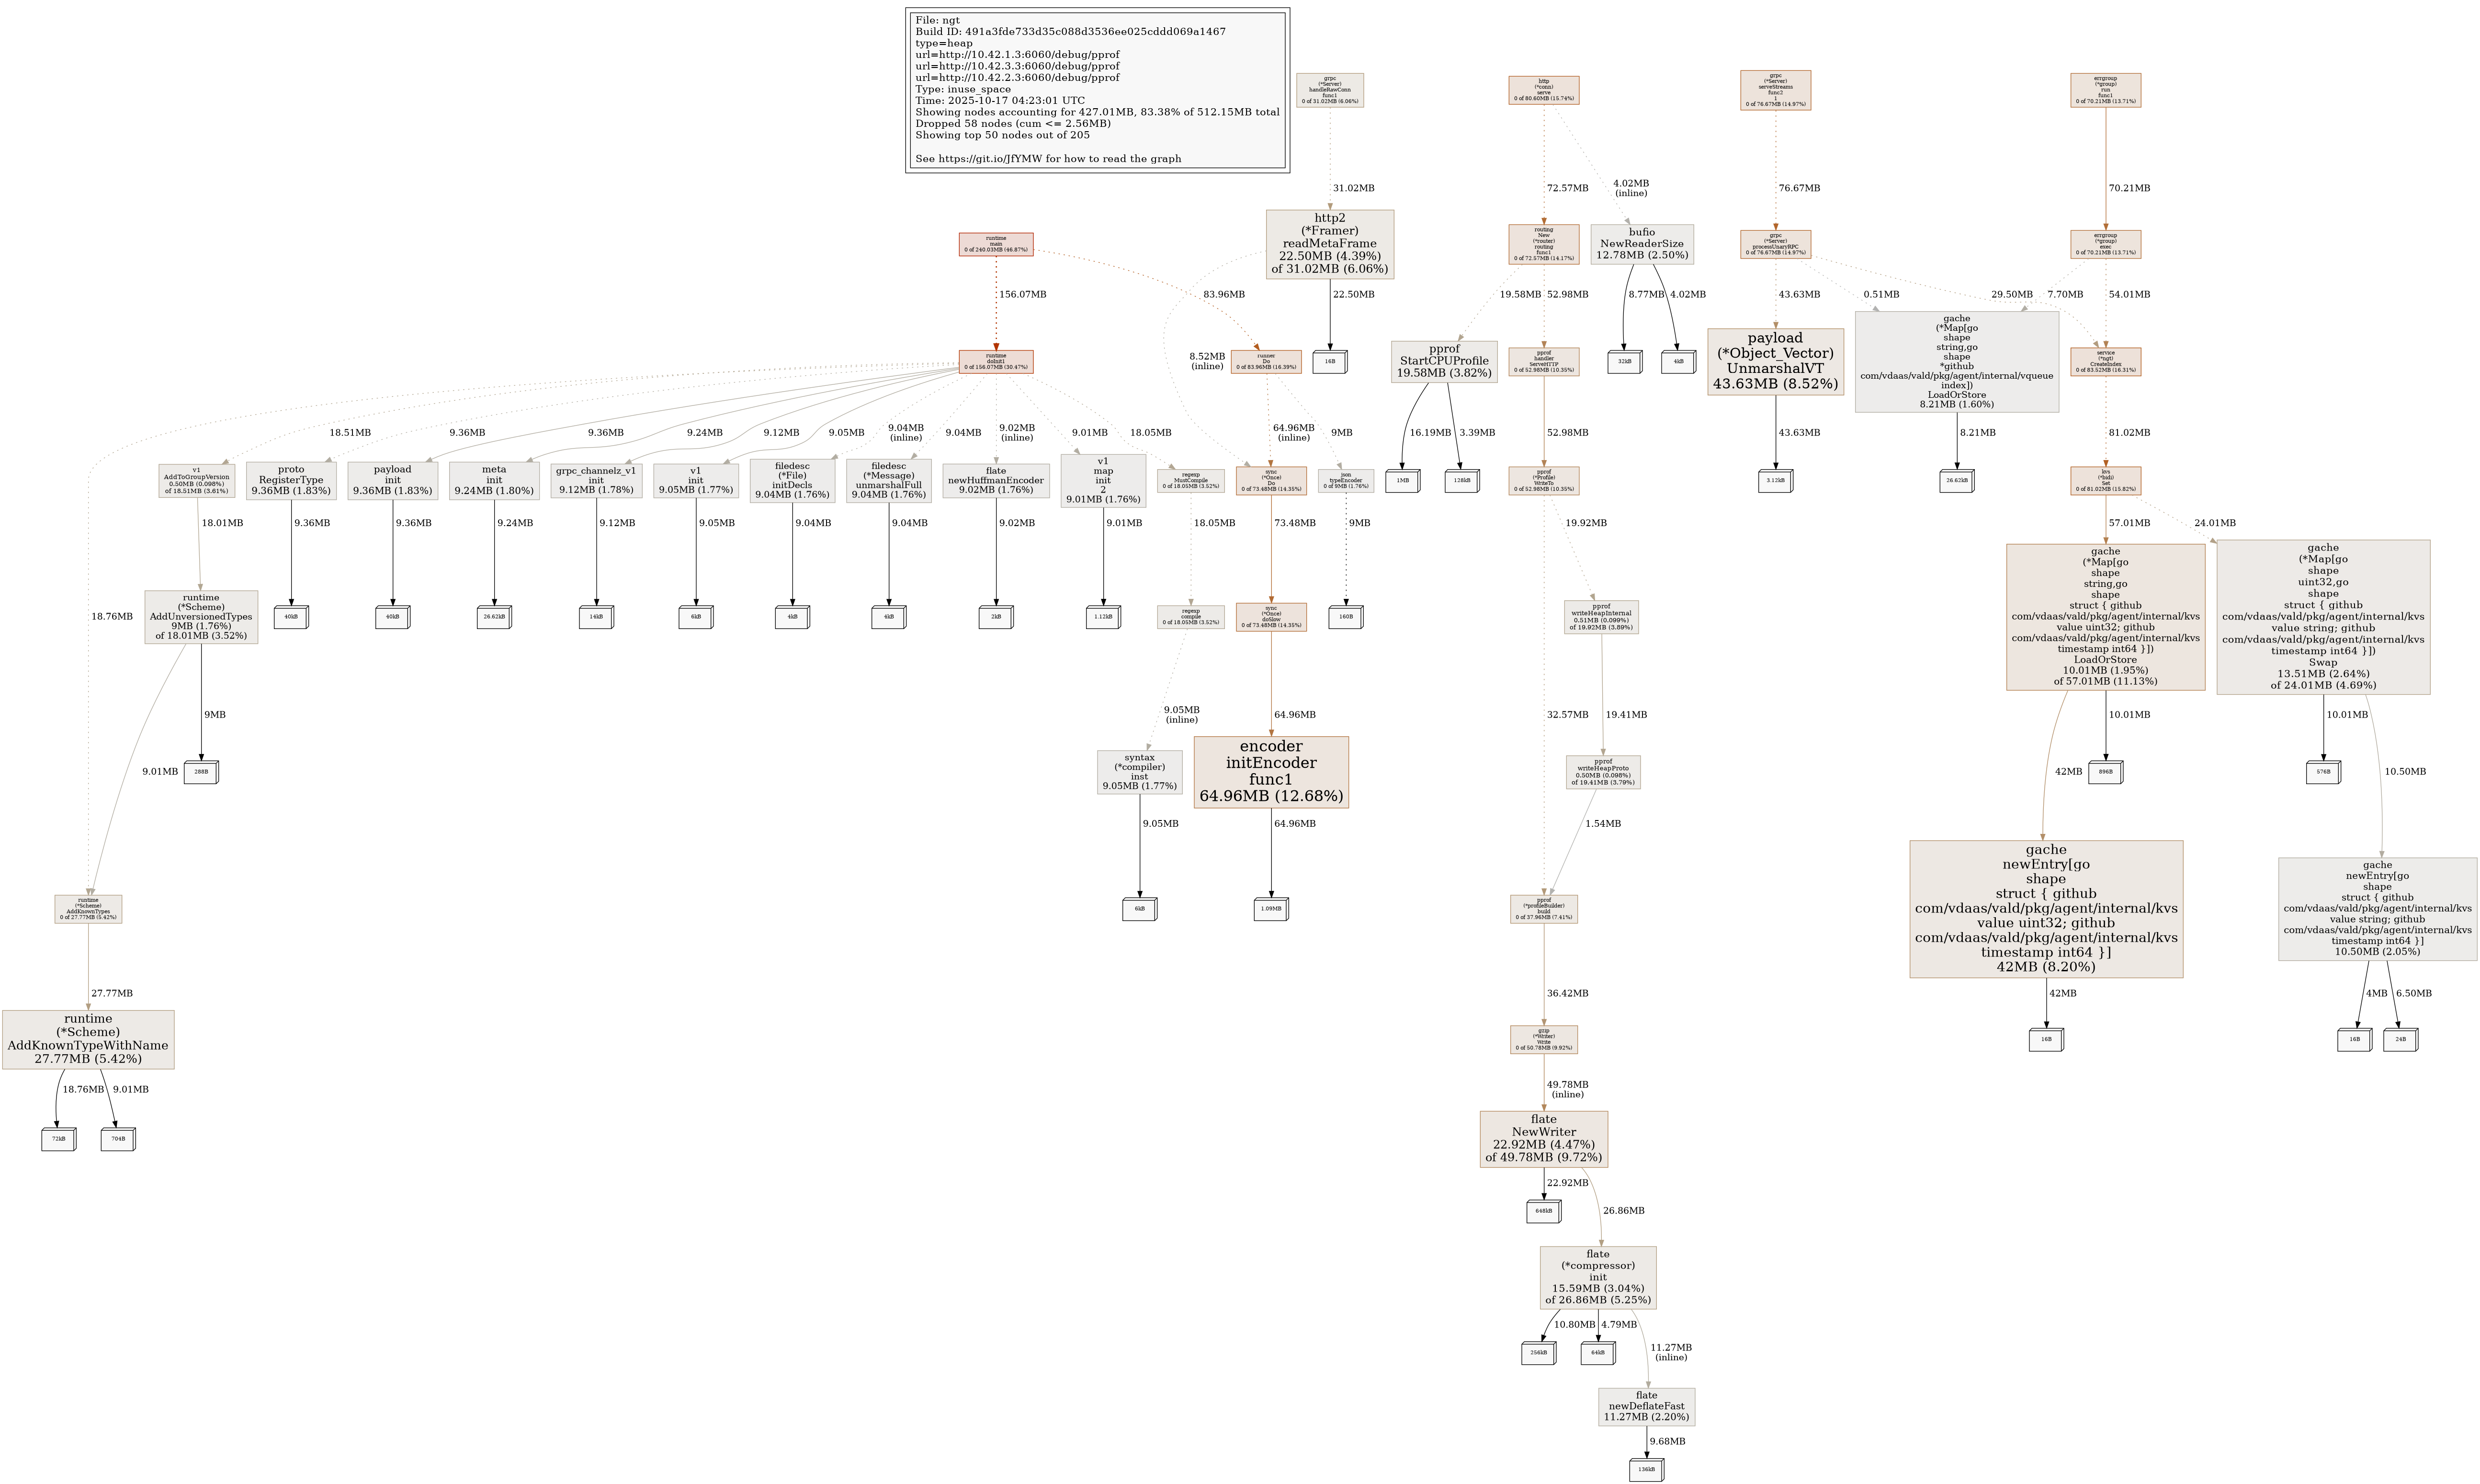 File: ngt
Build ID: 491a3fde733d35c088d3536ee025cddd069a1467
type=heap
url=http://10.42.1.3:6060/debug/pprof
url=http://10.42.3.3:6060/debug/pprof
url=http://10.42.2.3:6060/debug/pprof
Type: inuse_space
Time: 2025-10-17 04:23:01 UTC
Showing nodes accounting for 427.01MB, 83.38% of 512.15MB total
Dropped 58 nodes (cum <= 2.56MB)
Showing top 50 nodes out of 205
See https://git.io/JfYMW for how to read the graph
grpc
(*Server)
handleRawConn
func1
0 of 31.02MB (6.06%)
http
(*conn)
serve
0 of 80.60MB (15.74%)
grpc
(*Server)
serveStreams
func2
1
0 of 76.67MB (14.97%)
errgroup
(*group)
run
func1
0 of 70.21MB (13.71%)
31.02MB
72.57MB
4.02MB
(inline)
76.67MB
70.21MB
runtime
main
0 of 240.03MB (46.87%)
http2
(*Framer)
readMetaFrame
22.50MB (4.39%)
of 31.02MB (6.06%)
routing
New
(*router)
routing
func1
0 of 72.57MB (14.17%)
bufio
NewReaderSize
12.78MB (2.50%)
grpc
(*Server)
processUnaryRPC
0 of 76.67MB (14.97%)
errgroup
(*group)
exec
0 of 70.21MB (13.71%)
156.07MB
83.96MB
22.50MB
19.58MB
52.98MB
8.77MB
4.02MB
43.63MB
0.51MB
29.50MB
7.70MB
54.01MB
runtime
doInit1
0 of 156.07MB (30.47%)
8.52MB
(inline)
runner
Do
0 of 83.96MB (16.39%)
16B
pprof
StartCPUProfile
19.58MB (3.82%)
pprof
handler
ServeHTTP
0 of 52.98MB (10.35%)
32kB
4kB
payload
(*Object_Vector)
UnmarshalVT
43.63MB (8.52%)
gache
(*Map[go
shape
string,go
shape
*github
com/vdaas/vald/pkg/agent/internal/vqueue
index])
LoadOrStore
8.21MB (1.60%)
service
(*ngt)
CreateIndex
0 of 83.52MB (16.31%)
18.51MB
9.36MB
9.36MB
9.24MB
9.12MB
9.05MB
9.04MB
(inline)
9.04MB
9.02MB
(inline)
9.01MB
18.05MB
64.96MB
(inline)
9MB
16.19MB
3.39MB
52.98MB
43.63MB
8.21MB
81.02MB
v1
AddToGroupVersion
0.50MB (0.098%)
of 18.51MB (3.61%)
proto
RegisterType
9.36MB (1.83%)
payload
init
9.36MB (1.83%)
meta
init
9.24MB (1.80%)
grpc_channelz_v1
init
9.12MB (1.78%)
v1
init
9.05MB (1.77%)
filedesc
(*File)
initDecls
9.04MB (1.76%)
filedesc
(*Message)
unmarshalFull
9.04MB (1.76%)
flate
newHuffmanEncoder
9.02MB (1.76%)
v1
map
init
2
9.01MB (1.76%)
regexp
MustCompile
0 of 18.05MB (3.52%)
sync
(*Once)
Do
0 of 73.48MB (14.35%)
json
typeEncoder
0 of 9MB (1.76%)
1MB
128kB
pprof
(*Profile)
WriteTo
0 of 52.98MB (10.35%)
3.12kB
26.62kB
kvs
(*bidi)
Set
0 of 81.02MB (15.82%)
18.01MB
9.36MB
9.36MB
9.24MB
9.12MB
9.05MB
9.04MB
9.04MB
9.02MB
9.01MB
18.05MB
73.48MB
9MB
19.92MB
57.01MB
24.01MB
18.76MB
runtime
(*Scheme)
AddUnversionedTypes
9MB (1.76%)
of 18.01MB (3.52%)
40kB
40kB
26.62kB
14kB
6kB
4kB
4kB
2kB
1.12kB
regexp
compile
0 of 18.05MB (3.52%)
sync
(*Once)
doSlow
0 of 73.48MB (14.35%)
160B
pprof
writeHeapInternal
0.51MB (0.099%)
of 19.92MB (3.89%)
gache
(*Map[go
shape
string,go
shape
struct { github
com/vdaas/vald/pkg/agent/internal/kvs
value uint32; github
com/vdaas/vald/pkg/agent/internal/kvs
timestamp int64 }])
LoadOrStore
10.01MB (1.95%)
of 57.01MB (11.13%)
gache
(*Map[go
shape
uint32,go
shape
struct { github
com/vdaas/vald/pkg/agent/internal/kvs
value string; github
com/vdaas/vald/pkg/agent/internal/kvs
timestamp int64 }])
Swap
13.51MB (2.64%)
of 24.01MB (4.69%)
9MB
9.05MB
(inline)
64.96MB
32.57MB
19.41MB
10.01MB
10.01MB
9.01MB
288B
syntax
(*compiler)
inst
9.05MB (1.77%)
encoder
initEncoder
func1
64.96MB (12.68%)
pprof
writeHeapProto
0.50MB (0.098%)
of 19.41MB (3.79%)
42MB
896B
576B
10.50MB
9.05MB
64.96MB
1.54MB
runtime
(*Scheme)
AddKnownTypes
0 of 27.77MB (5.42%)
6kB
1.09MB
pprof
(*profileBuilder)
build
0 of 37.96MB (7.41%)
gache
newEntry[go
shape
struct { github
com/vdaas/vald/pkg/agent/internal/kvs
value uint32; github
com/vdaas/vald/pkg/agent/internal/kvs
timestamp int64 }]
42MB (8.20%)
gache
newEntry[go
shape
struct { github
com/vdaas/vald/pkg/agent/internal/kvs
value string; github
com/vdaas/vald/pkg/agent/internal/kvs
timestamp int64 }]
10.50MB (2.05%)
27.77MB
36.42MB
42MB
4MB
6.50MB
runtime
(*Scheme)
AddKnownTypeWithName
27.77MB (5.42%)
gzip
(*Writer)
Write
0 of 50.78MB (9.92%)
16B
16B
24B
18.76MB
9.01MB
49.78MB
(inline)
72kB
704B
flate
NewWriter
22.92MB (4.47%)
of 49.78MB (9.72%)
22.92MB
26.86MB
648kB
flate
(*compressor)
init
15.59MB (3.04%)
of 26.86MB (5.25%)
10.80MB
4.79MB
11.27MB
(inline)
256kB
64kB
flate
newDeflateFast
11.27MB (2.20%)
9.68MB
136kB